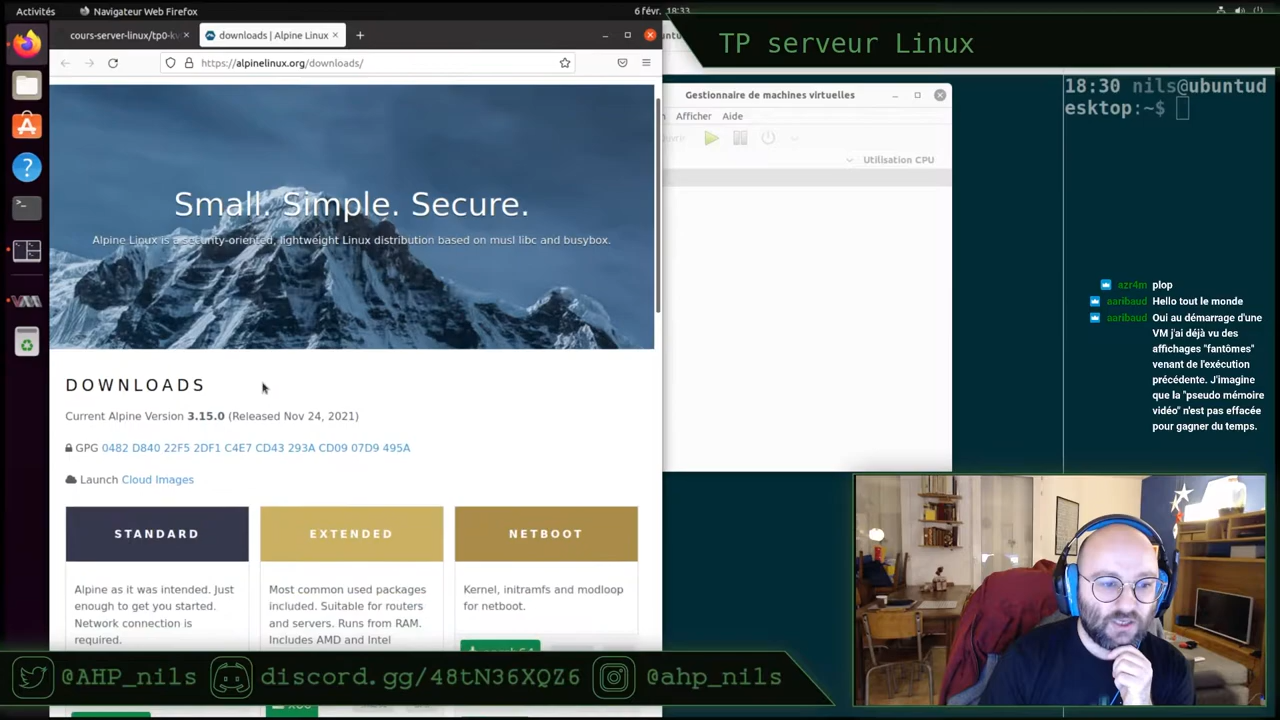 Activités
Navigateur Web Firefox
6 févr. 18:33
cours-server-linux/tp0-kv
downloads | Alpine Linux
https://alpinelinux.org/downloads/
Small. Simple. Secure.
Alpine Linux is a security-oriented, lightweight Linux distribution based on musl libc and busybox.
DOWNLOADS
Current Alpine Version 3.15.0 (Released Nov 24, 2021)
GPG 0482 D840 22F5 2DF1 C4E7 CD43 293A CD09 07D9 495A
Launch Cloud Images
STANDARD
Alpine as it was intended. Just
enough to get you started.
Network connection is
required.
EXTENDED
Most common used packages
included. Suitable for routers
and servers. Runs from RAM.
Includes AMD and Intel
NETBOOT
Kernel, initramfs and modloop
for netboot.
TP serveur Linux
Gestionnaire de machines virtuelles
Afficher Aide
Utilisation CPU
18:30 nils@ubuntud
esktop:~$
azr4m plop
aaribaud Hello tout le monde
aaribaud Oui au démarrage d'une
VM j'ai déjà vu des
affichages "fantômes"
venant de l'exécution
précédente. J'imagine
que la "pseudo mémoire
vidéo" n'est pas effacée
pour gagner du temps.
@AHP_nils
discord.gg/48tN36XQZ6
@ahp_nils